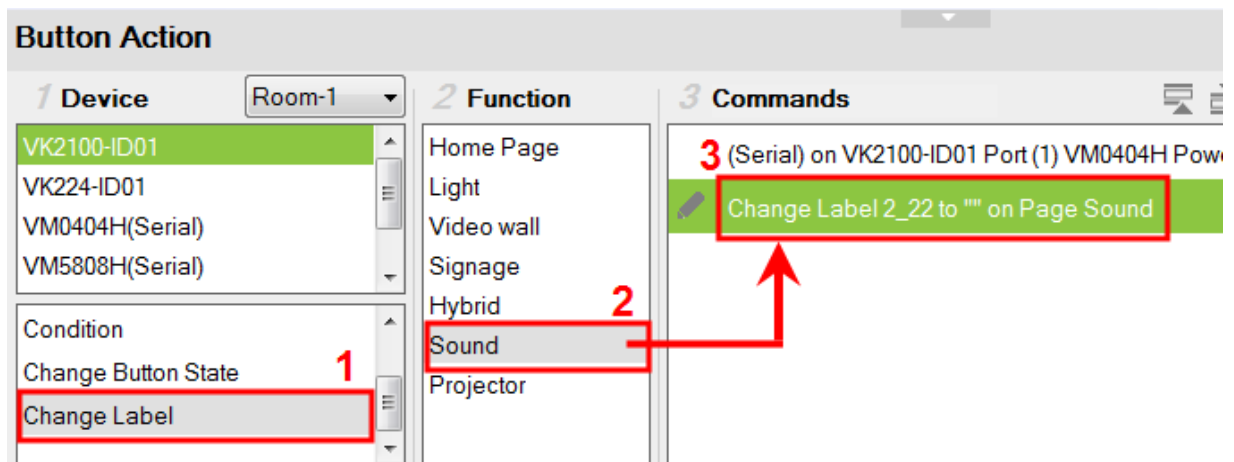 Button Action
1 Device
Room-1
2 Function
3 Commands
VK2100-ID01
VK224-ID01
VM0404H(Serial)
VM5808H(Serial)
Condition
Change Button State
1
Change Label
Home Page
Light
Video wall
Signage
Hybrid
2
Sound
Projector
3 (Serial) on VK2100-ID01 Port (1) VM0404H Pow
Change Label 2_22 to "" on Page Sound